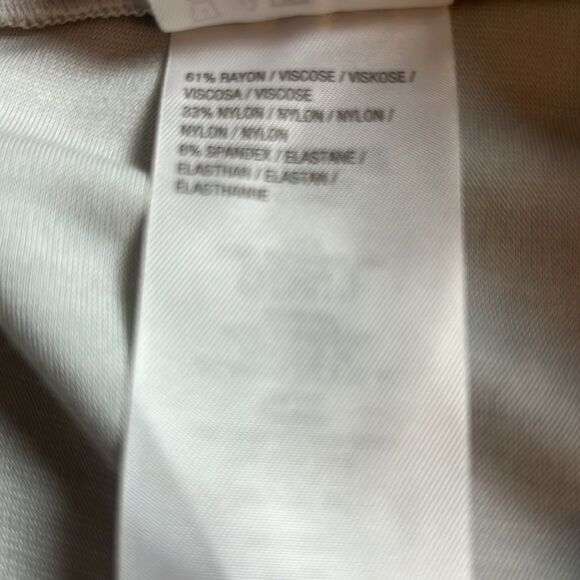 61% RAYON / VISCOSE / VISKOSE /
VISCOSA / VISCOSE
33% NYLON / NYLON / NYLON /
NYLON / NYLON
6% SPANDEX / ELASTANE /
ELASTHAN / ELASTAN /
ELASTHANNE